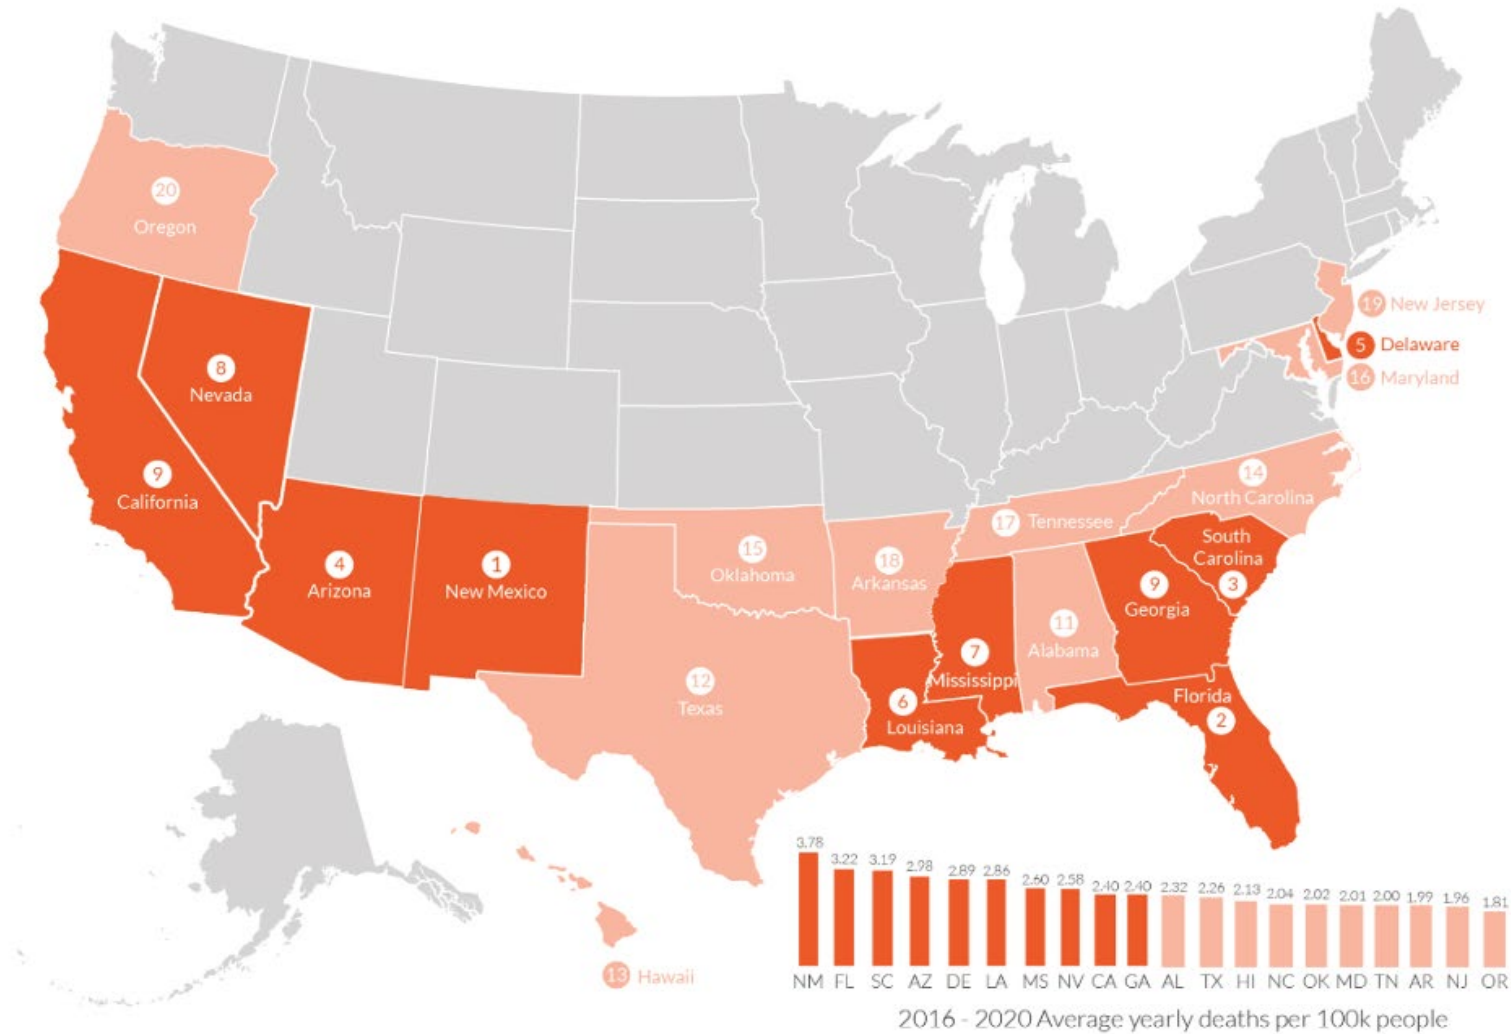 20
Oregon
19 New Jersey
5 Delaware
16 Maryland
8
Nevada
9
California
14
North Carolina
17 Tennessee
South
Carolina
3
15
Oklahoma
18
Arkansas
4
Arizona
1
New Mexico
9
Georgia
11
Alabama
7
Mississippi
12
Texas
6
Louisiana
Florida
2
13 Hawaii
3.78 3.22 3.19 2.98 2.89 2.86 2.60 2.58 2.40 2.40 2.32 2.26 2.13 2.04 2.02 2.01 2.00 1.99 1.96 1.81
NM FL SC AZ DE LA MS NV CA GA AL TX HI NC OK MD TN AR NJ OR
2016 - 2020 Average yearly deaths per 100k people